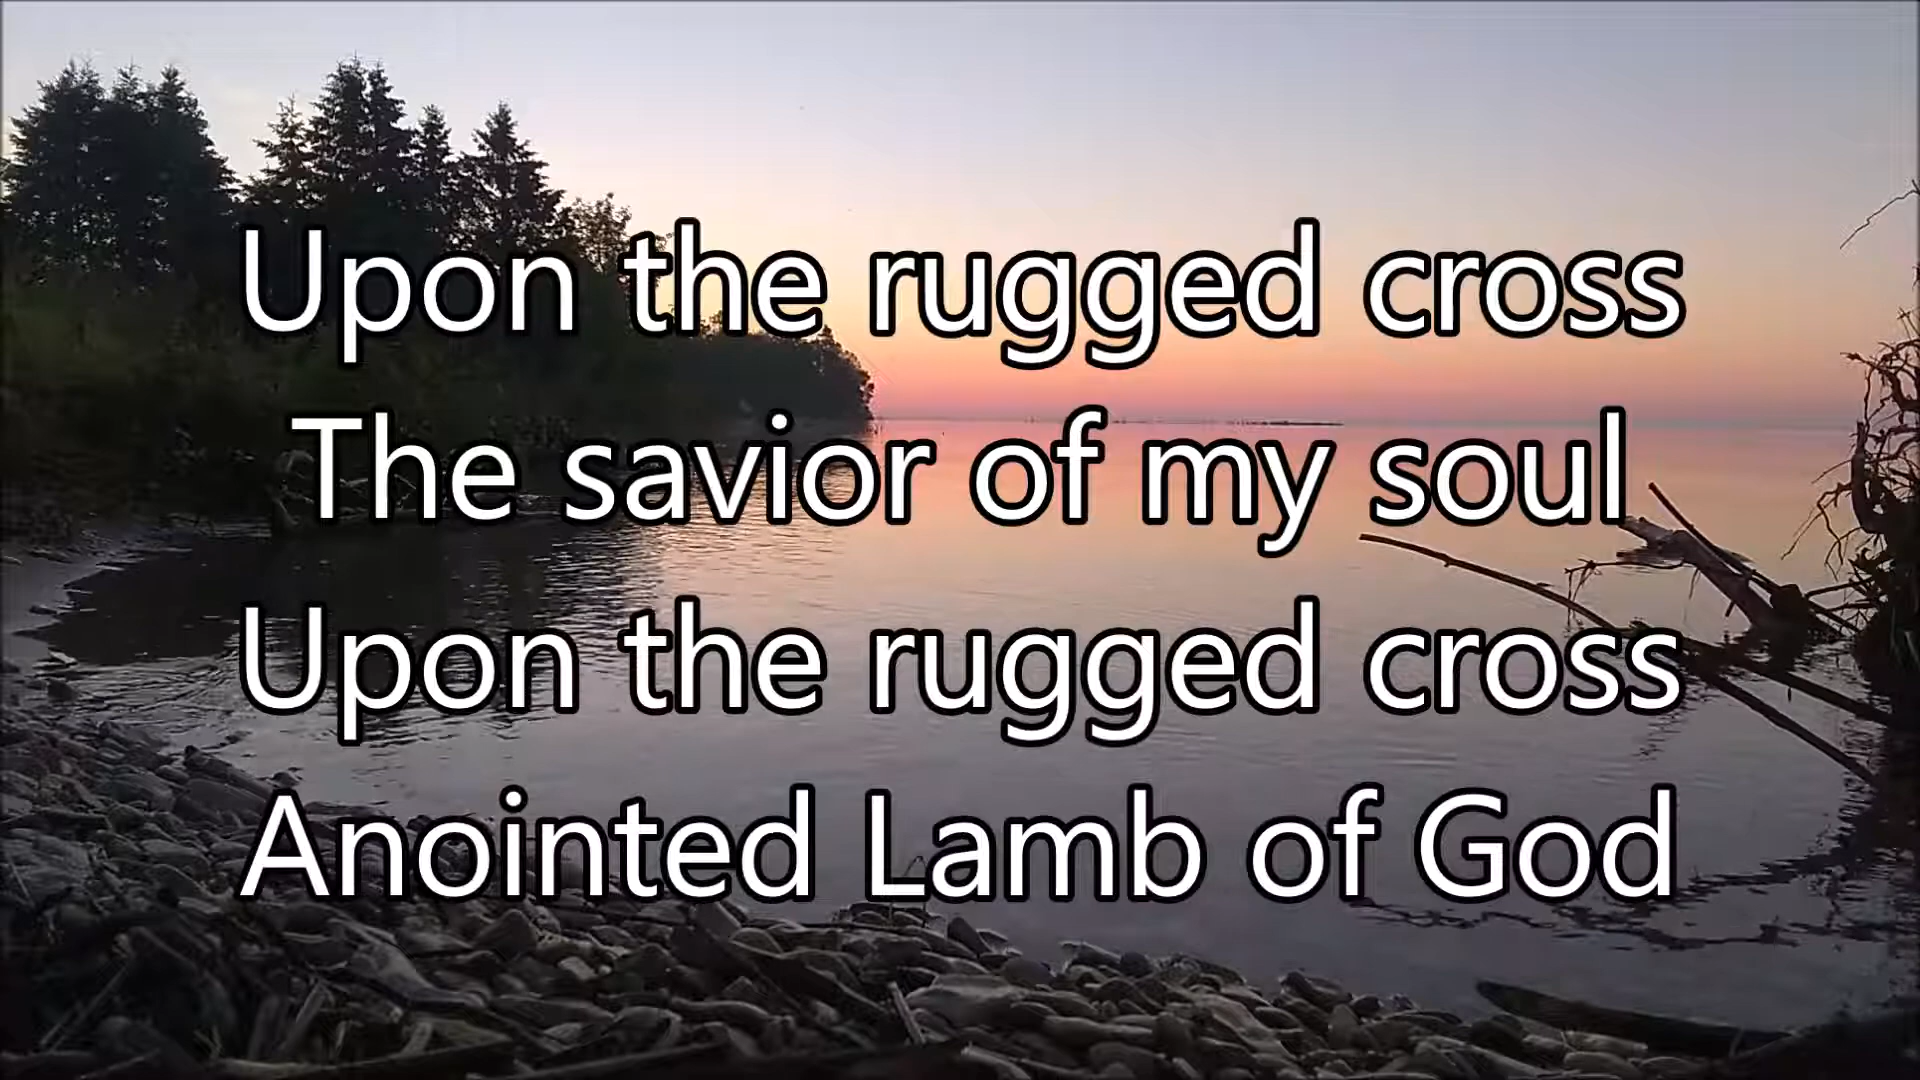 Upon the rugged cross
The savior of my soul
Upon the rugged cross
Anointed Lamb of God